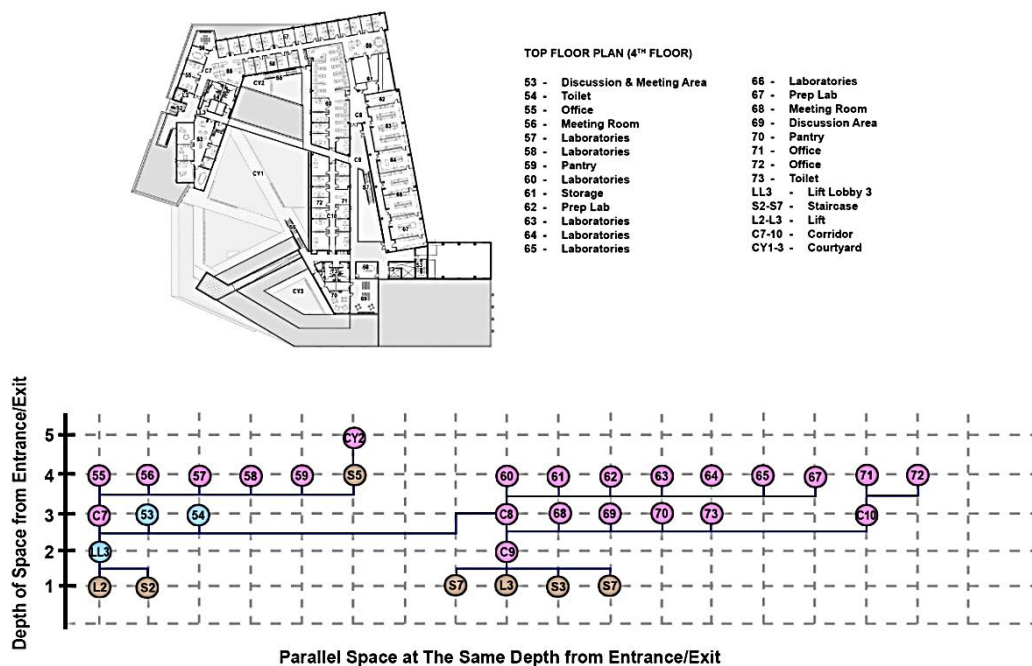 TOP FLOOR PLAN (4TH FLOOR)
53 - Discussion & Meeting Area
54 - Toilet
55 - Office
56 - Meeting Room
57 - Laboratories
58 - Laboratories
59 - Pantry
60 - Laboratories
61 - Storage
62 - Prep Lab
63 - Laboratories
64 - Laboratories
65 - Laboratories
66 - Laboratories
67 - Prep Lab
68 - Meeting Room
69 - Discussion Area
70 - Pantry
71 - Office
72 - Office
73 - Toilet
LL3 - Lift Lobby 3
S2-S7 - Staircase
L2-L3 - Lift
C7-10 - Corridor
CY1-3 - Courtyard
CY2
CY1
CY3
C7
C8
C9
C10
Depth of Space from Entrance/Exit
5 CY2
4 55 56 57 58 59 S5 60 61 62 63 64 65 67 71 72
3 C7 53 54 C8 68 69 70 73 C10
2 LL3 C9
1 L2 S2 S7 L3 S3 S7
Parallel Space at The Same Depth from Entrance/Exit